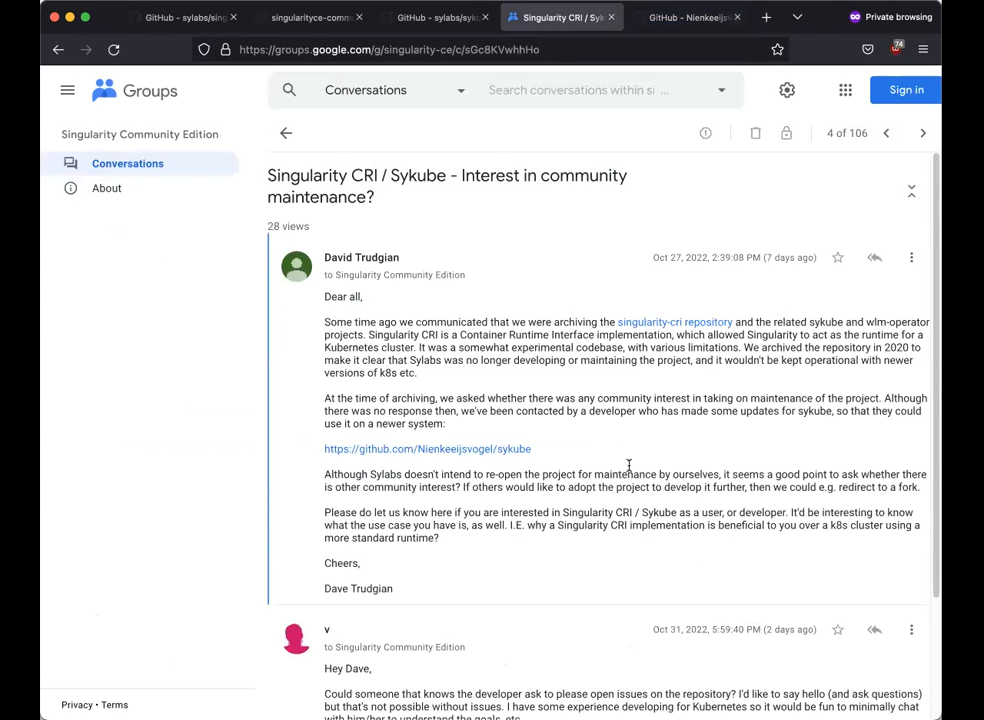 GitHub - sylabs/sing
singularityce-comm
GitHub - sylabs/syku
Singularity CRI / Syk
GitHub - Nienkeeijsv
Private browsing
https://groups.google.com/g/singularity-ce/c/sGc8KVwhhHo
74
Groups
Conversations
Search conversations within si ...
Sign in
Singularity Community Edition
4 of 106
Conversations
About
Singularity CRI / Sykube - Interest in community
maintenance?
28 views
David Trudgian
Oct 27, 2022, 2:39:08 PM (7 days ago)
to Singularity Community Edition
Dear all,
Some time ago we communicated that we were archiving the singularity-cri repository and the related sykube and wlm-operator
projects. Singularity CRI is a Container Runtime Interface implementation, which allowed Singularity to act as the runtime for a
Kubernetes cluster. It was a somewhat experimental codebase, with various limitations. We archived the repository in 2020 to
make it clear that Sylabs was no longer developing or maintaining the project, and it wouldn't be kept operational with newer
versions of k8s etc.
At the time of archiving, we asked whether there was any community interest in taking on maintenance of the project. Although
there was no response then, we've been contacted by a developer who has made some updates for sykube, so that they could
use it on a newer system:
https://github.com/Nienkeeijsvogel/sykube
Although Sylabs doesn't intend to re-open the project for maintenance by ourselves, it seems a good point to ask whether there
is other community interest? If others would like to adopt the project to develop it further, then we could e.g. redirect to a fork.
Please do let us know here if you are interested in Singularity CRI / Sykube as a user, or developer. It'd be interesting to know
what the use case you have is, as well. I.E. why a Singularity CRI implementation is beneficial to you over a k8s cluster using a
more standard runtime?
Cheers,
Dave Trudgian
v
Oct 31, 2022, 5:59:40 PM (2 days ago)
to Singularity Community Edition
Hey Dave,
Could someone that knows the developer ask to please open issues on the repository? I'd like to say hello (and ask questions)
but that's not possible without issues. I have some experience developing for Kubernetes so it would be fun to minimally chat
with him/her to understand the goals, etc.
Privacy • Terms